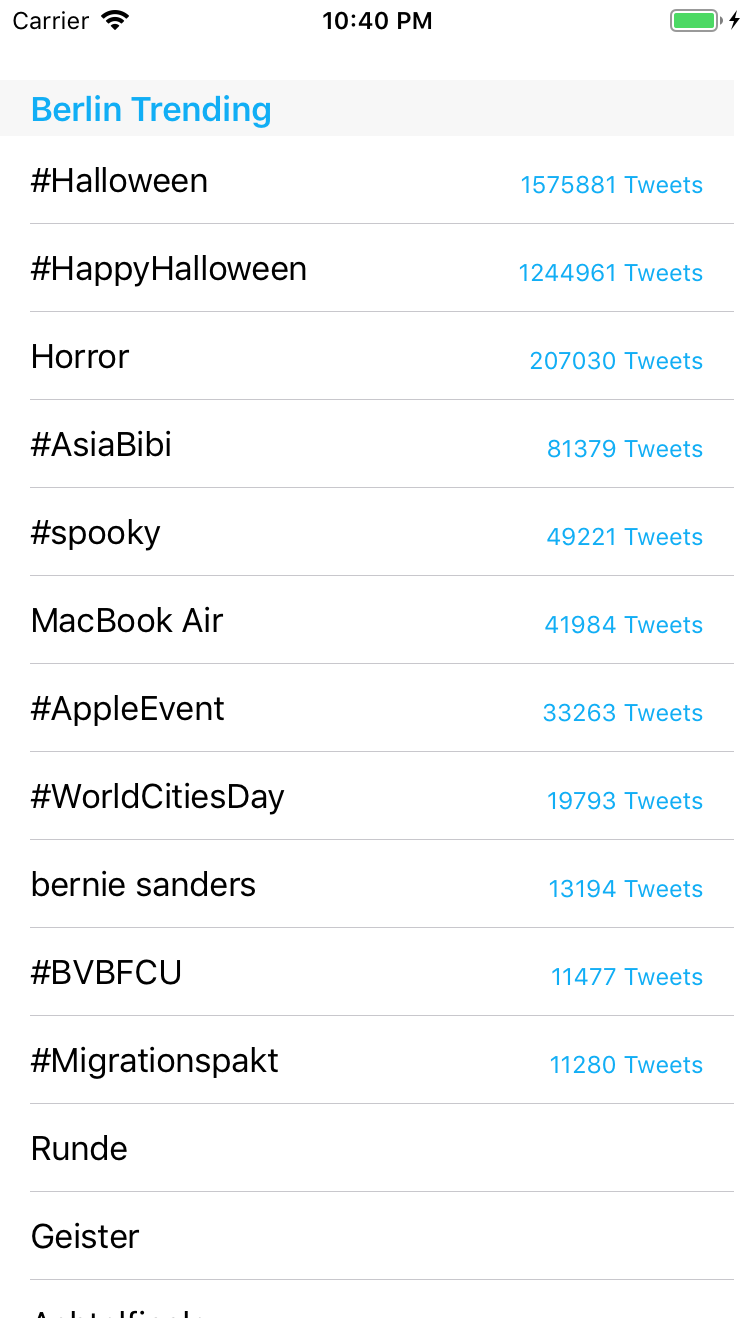 Carrier 10:40 PM
Berlin Trending
#Halloween 1575881 Tweets
#HappyHalloween 1244961 Tweets
Horror 207030 Tweets
#AsiaBibi 81379 Tweets
#spooky 49221 Tweets
MacBook Air 41984 Tweets
#AppleEvent 33263 Tweets
#WorldCitiesDay 19793 Tweets
bernie sanders 13194 Tweets
#BVBFCU 11477 Tweets
#Migrationspakt 11280 Tweets
Runde
Geister